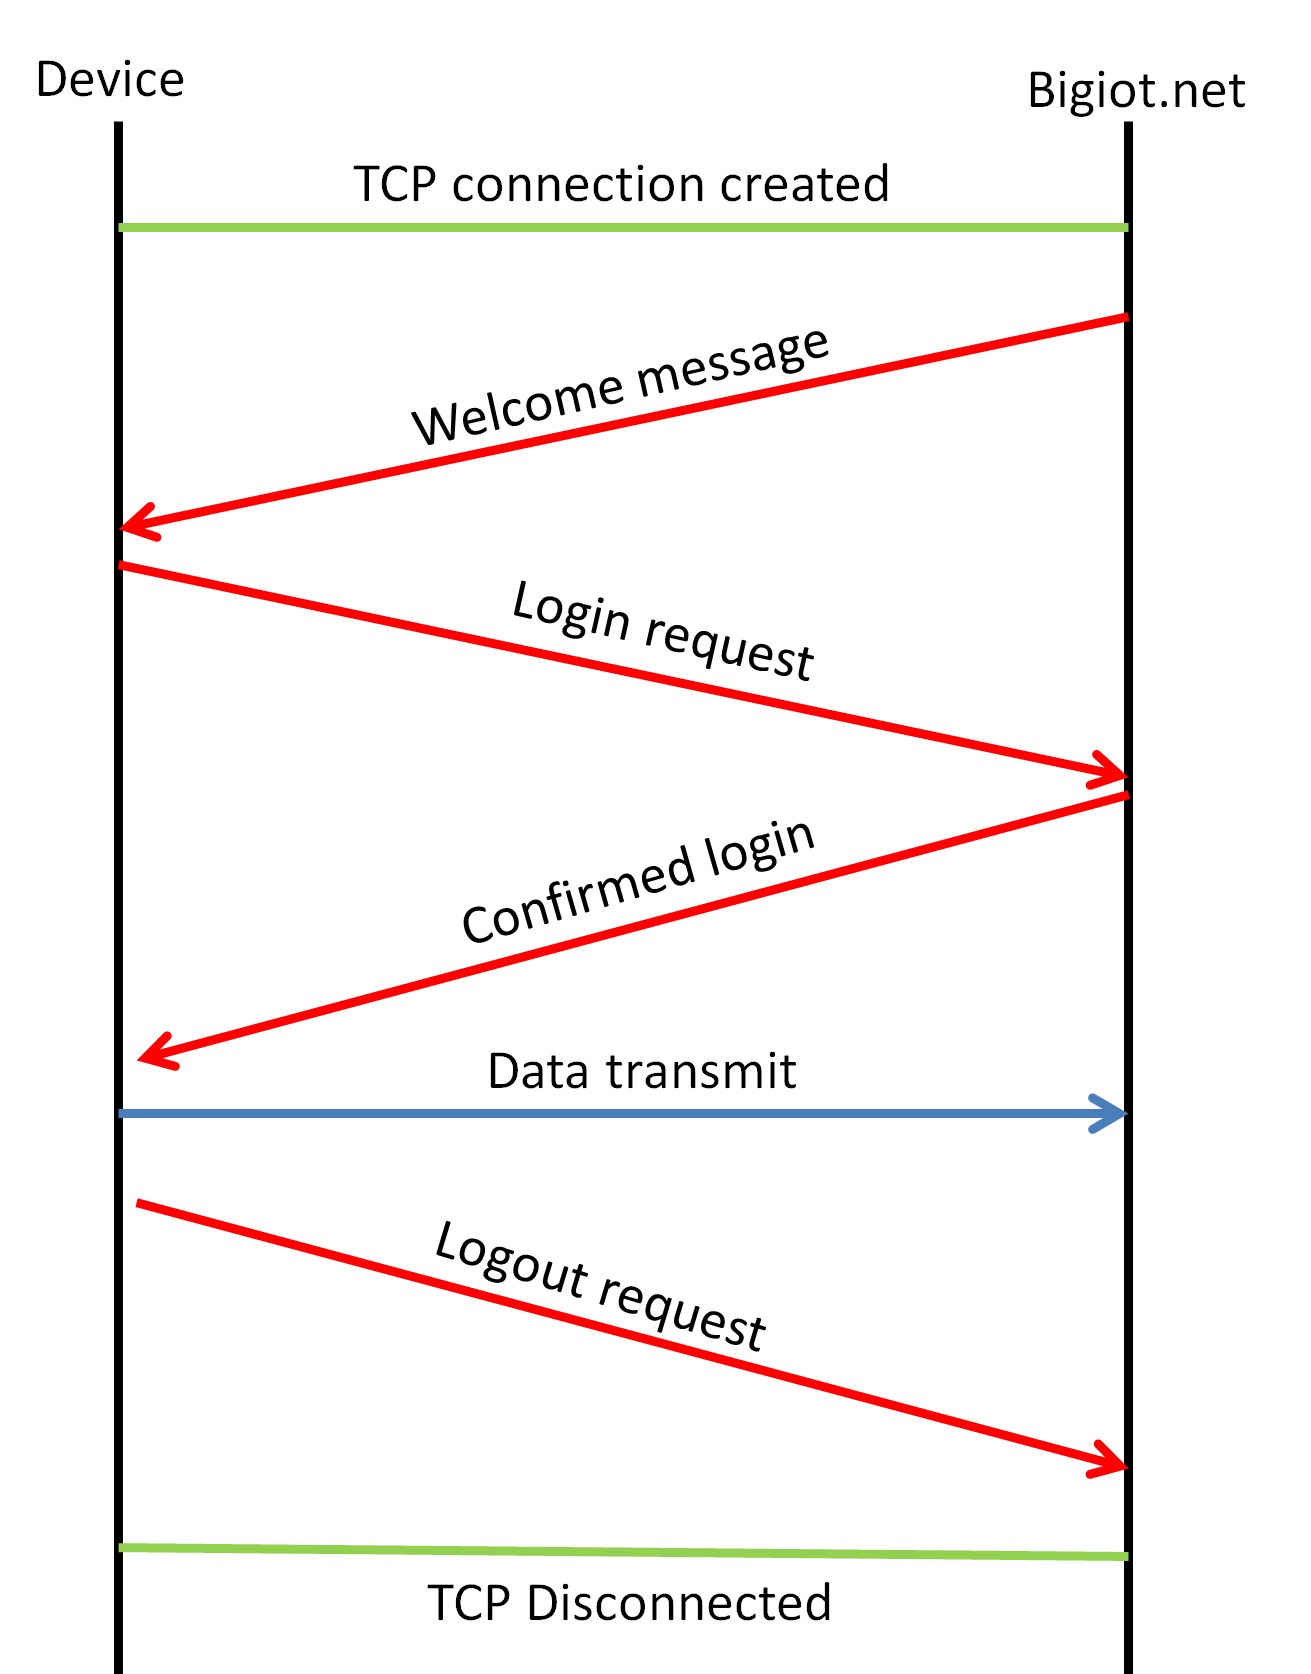 Device
Bigiot.net
TCP connection created
Welcome message
Login request
Confirmed login
Data transmit
Logout request
TCP Disconnected